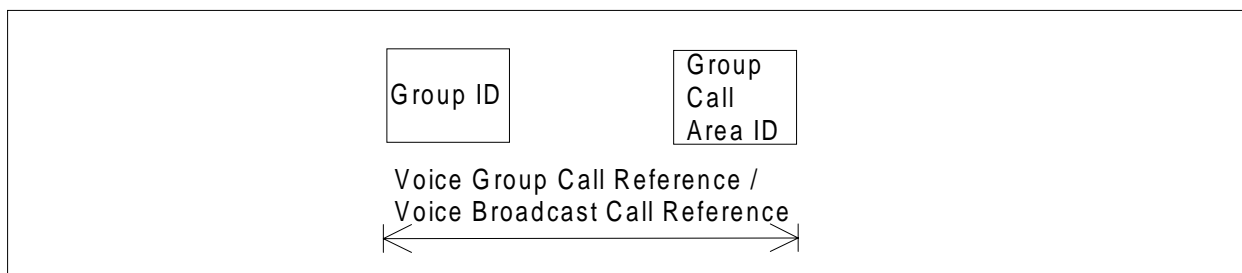 Group ID
Group
Call
Area ID
Voice Group Call Reference /
Voice Broadcast Call Reference